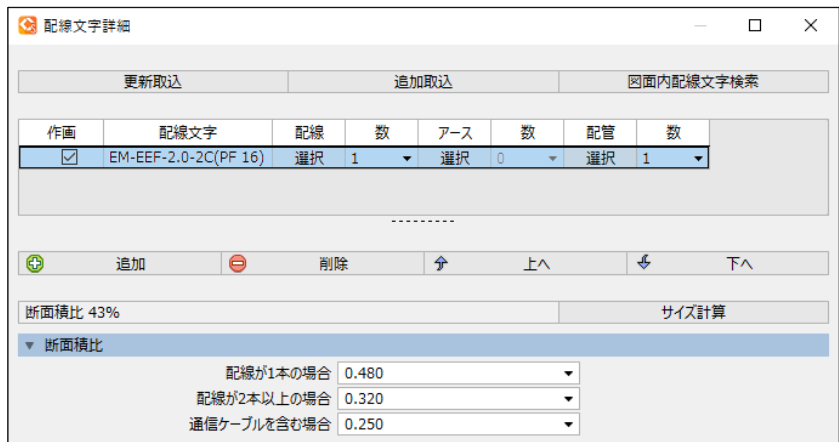 配線文字詳細
更新取込 追加取込 図面内配線文字検索
作画 配線文字 配線 数 アース 数 配管 数
EM-EEF-2.0-2C(PF 16) 選択 1 選択 0 選択 1
追加 削除 上へ 下へ
断面積比 43% サイズ計算
断面積比
配線が1本の場合 0.480
配線が2本以上の場合 0.320
通信ケーブルを含む場合 0.250